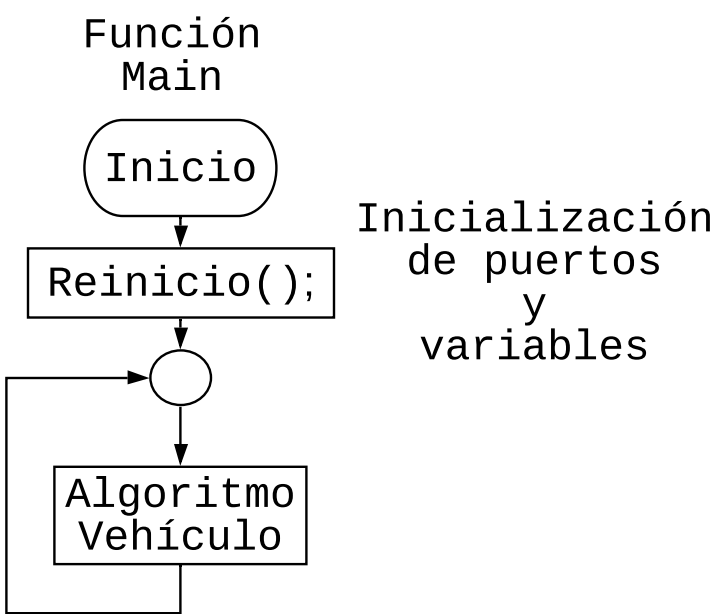 Función
Main
Inicio
Reinicio();
Inicialización
de puertos
y
variables
Algoritmo
Vehículo